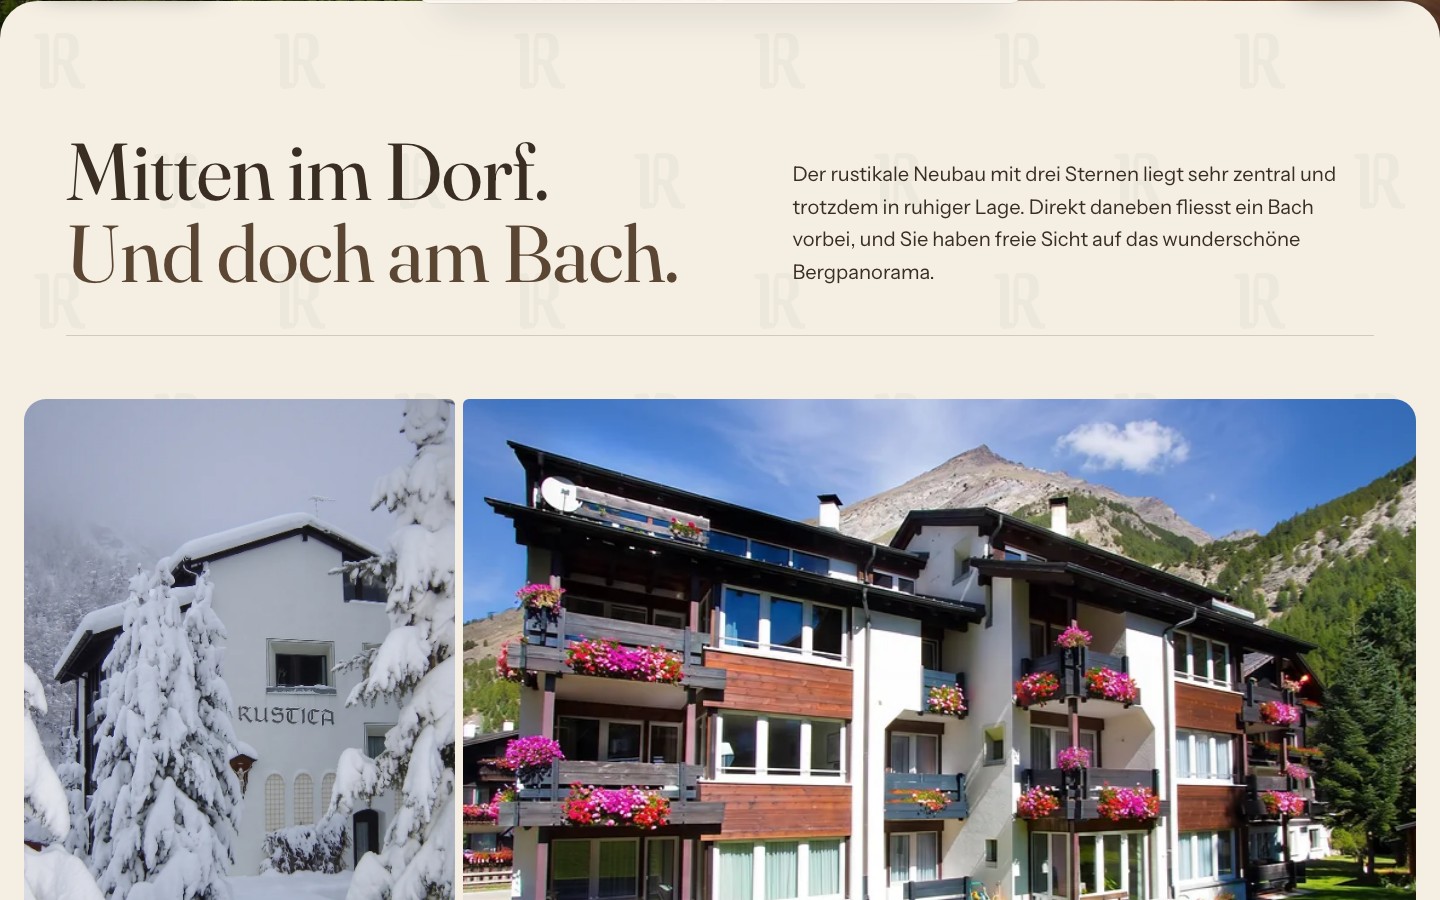 Mitten im Dorf.
Und doch am Bach.
Der rustikale Neubau mit drei Sternen liegt sehr zentral und
trotzdem in ruhiger Lage. Direkt daneben fliesst ein Bach
vorbei, und Sie haben freie Sicht auf das wunderschöne
Bergpanorama.
RUSTICA